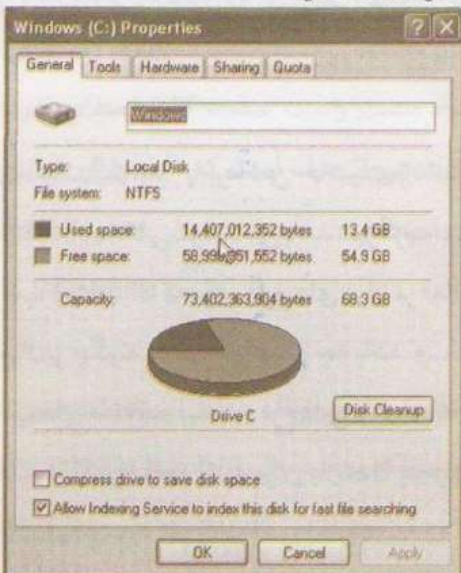 Windows (C:) Properties
General Tools Hardware Sharing Quota
Windows
Type: Local Disk
File system: NTFS
Used space: 14,407,012,352 bytes 13.4 GB
Free space: bytes 54.9 GB
Capacity: 73,402,363,904 bytes 68.3 GB
Drive C
Disk Cleanup
Compress drive to save disk space
Allow Indexing Service to index this disk for fast file searching
OK Cancel Apply